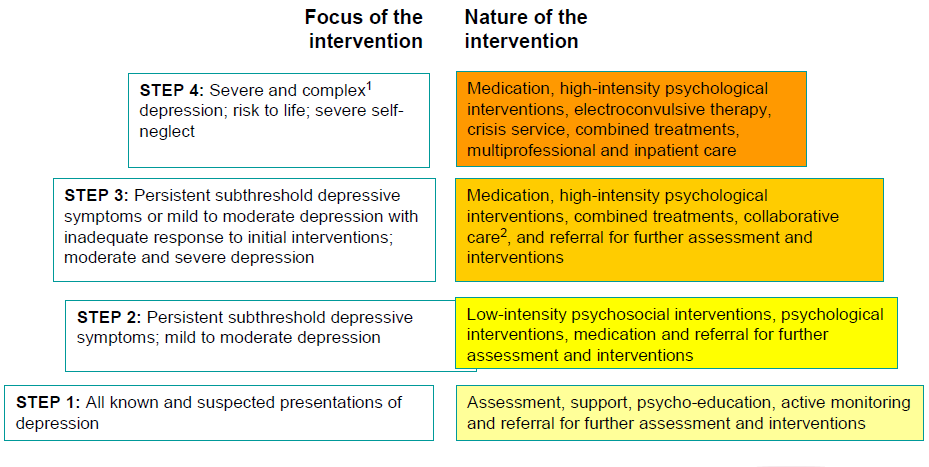 Focus of the
intervention
Nature of the
intervention
STEP 4: Severe and complex¹
depression; risk to life; severe self-
neglect
Medication, high-intensity psychological
interventions, electroconvulsive therapy,
crisis service, combined treatments,
multiprofessional and inpatient care
STEP 3: Persistent subthreshold depressive
symptoms or mild to moderate depression with
inadequate response to initial interventions;
moderate and severe depression
Medication, high-intensity psychological
interventions, combined treatments, collaborative
care², and referral for further assessment and
interventions
STEP 2: Persistent subthreshold depressive
symptoms; mild to moderate depression
Low-intensity psychosocial interventions, psychological
interventions, medication and referral for further
assessment and interventions
STEP 1: All known and suspected presentations of
depression
Assessment, support, psycho-education, active monitoring
and referral for further assessment and interventions